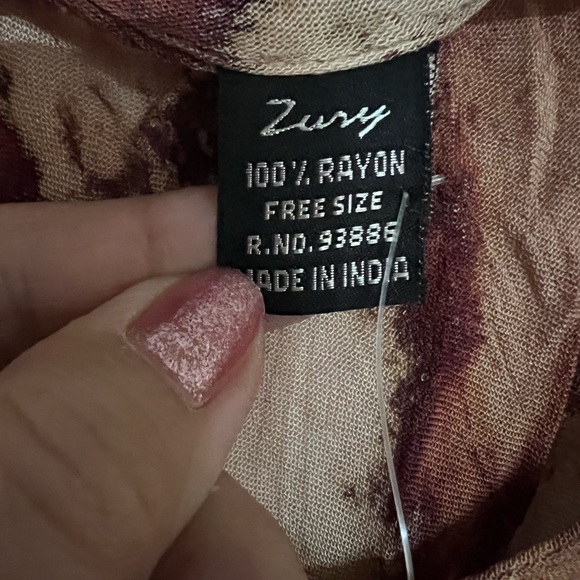 Zury
100% RAYON
FREE SIZE
R.NO. 93886
MADE IN INDIA